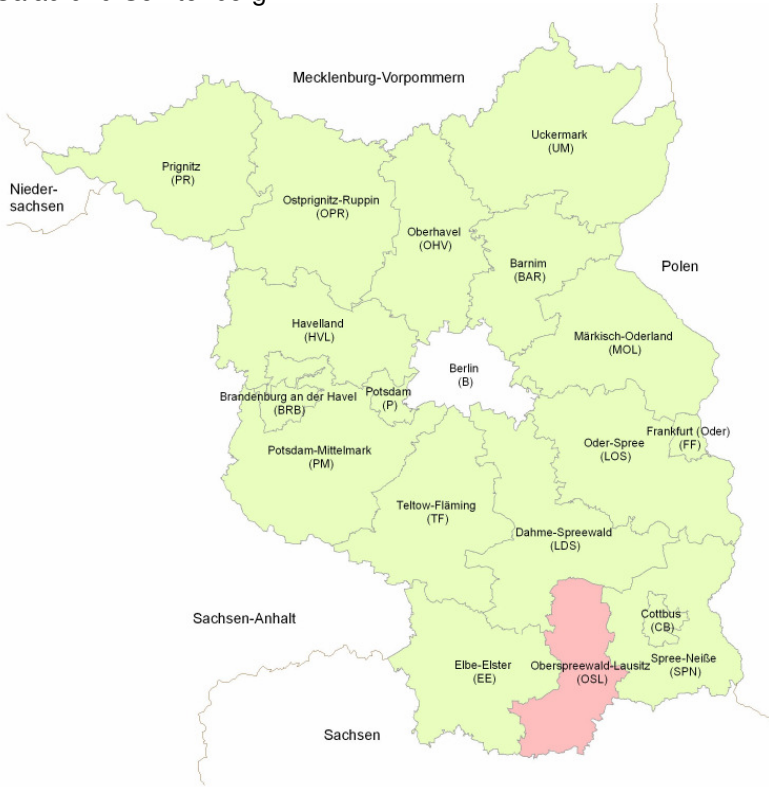 Mecklenburg-Vorpommern
Uckermark
(UM)
Prignitz
(PR)
Nieder-
sachsen
Ostprignitz-Ruppin
(OPR)
Oberhavel
(OHV)
Barnim
(BAR)
Polen
Havelland
(HVL)
Märkisch-Oderland
(MOL)
Berlin
(B)
Brandenburg an der Havel
(BRB)
Potsdam
(P)
Frankfurt (Oder)
(FF)
Oder-Spree
(LOS)
Potsdam-Mittelmark
(PM)
Teltow-Fläming
(TF)
Dahme-Spreewald
(LDS)
Sachsen-Anhalt
Cottbus
(CB)
Elbe-Elster
(EE)
Oberspreewald-Lausitz
(OSL)
Spree-Neiße
(SPN)
Sachsen